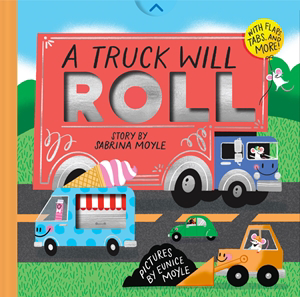 WITH FLAPS,
TABS, AND
MORE!
A TRUCK WILL
ROLL
STORY BY
SABRINA MOYLE
PICTURES
BY EUNICE
MOYLE